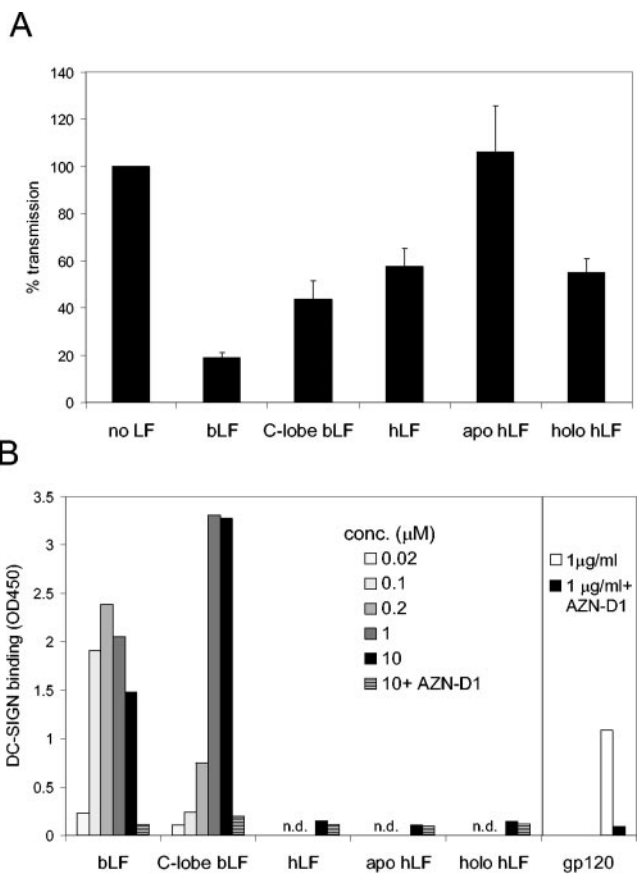 A
140
120
100
80
60
40
20
0
% transmission
no LF bLF C-lobe bLF hLF apo hLF holo hLF
B
3.5
3
2.5
2
1.5
1
0.5
0
DC-SIGN binding (OD450)
conc. (μM)
0.02
0.1
0.2
1
10
10+ AZN-D1
1μg/ml
1 μg/ml+
AZN-D1
n.d. n.d. n.d.
bLF C-lobe bLF hLF apo hLF holo hLF gp120